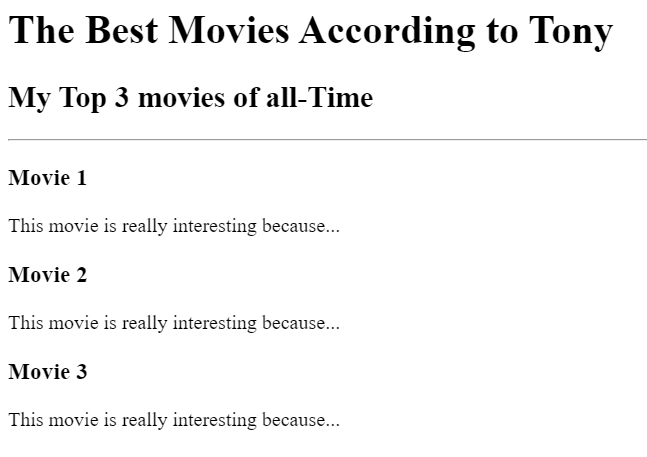 The Best Movies According to Tony
My Top 3 movies of all-Time
Movie 1
This movie is really interesting because...
Movie 2
This movie is really interesting because...
Movie 3
This movie is really interesting because...